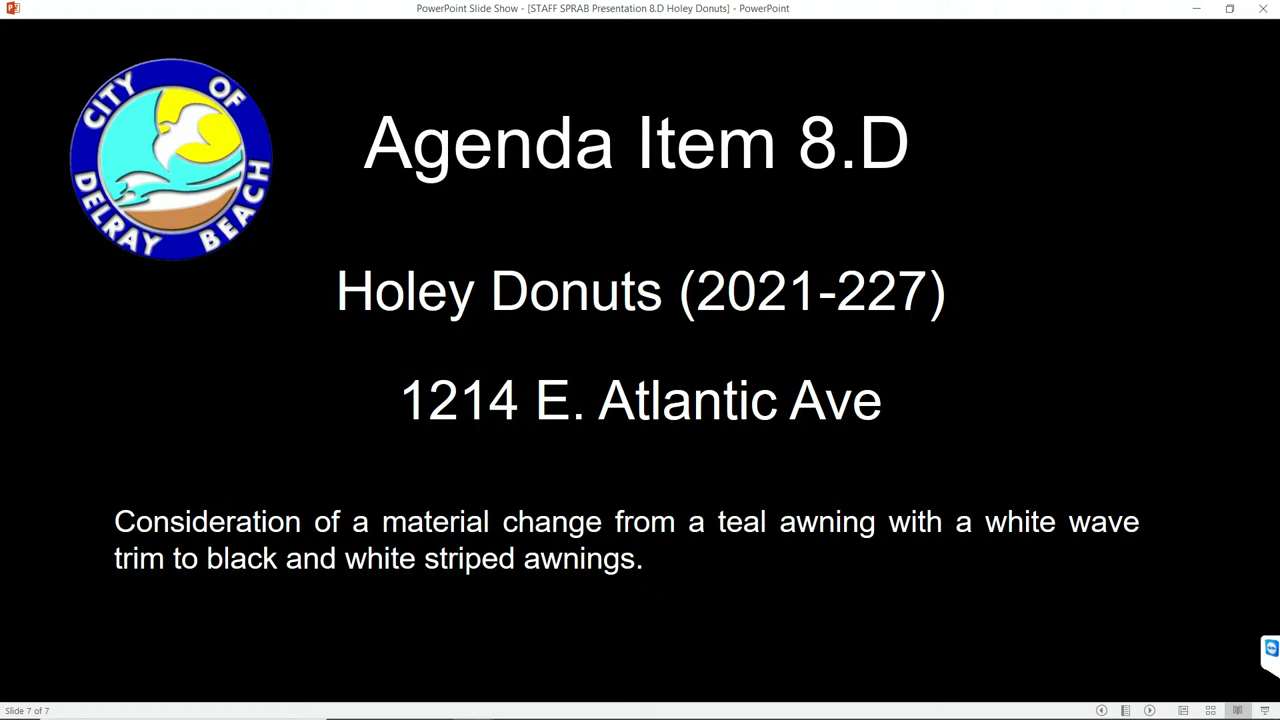 PowerPoint Slide Show - [STAFF SPRAB Presentation 8.D Holey Donuts] - PowerPoint
CITY OF
DELRAY BEACH
Agenda Item 8.D
Holey Donuts (2021-227)
1214 E. Atlantic Ave
Consideration of a material change from a teal awning with a white wave
trim to black and white striped awnings.
Slide 7 of 7